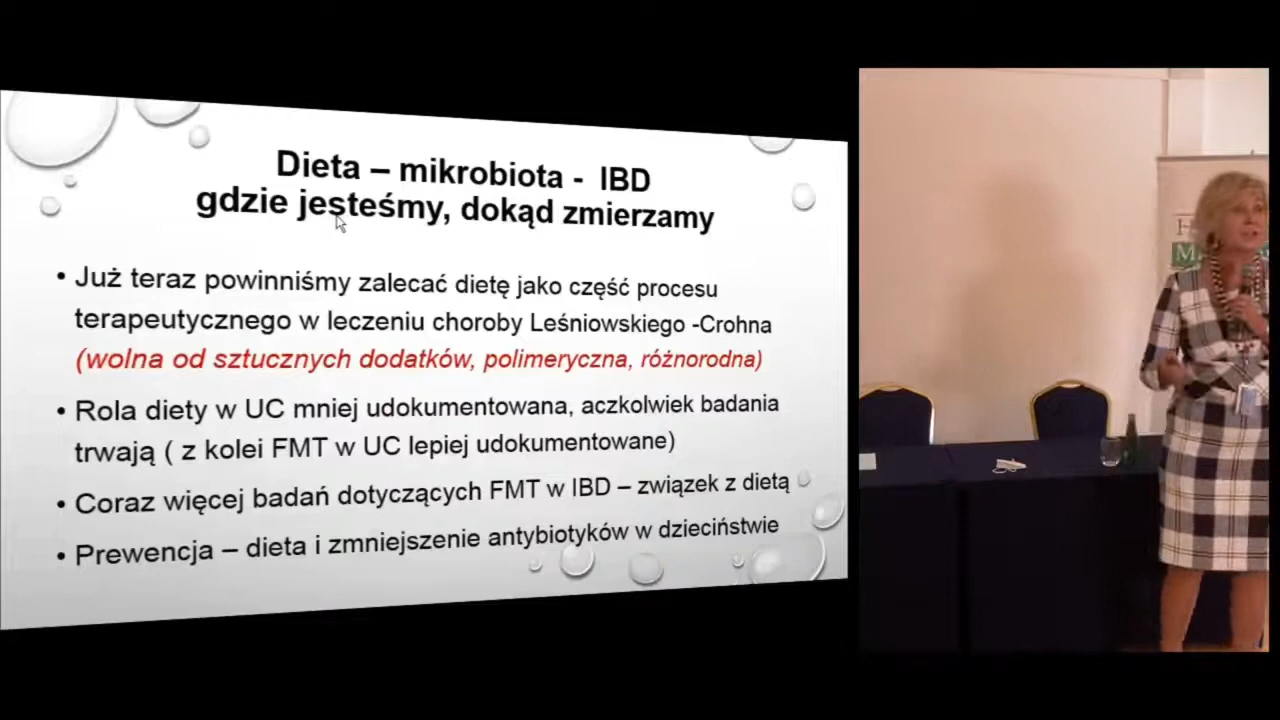 Dieta – mikrobiota - IBD
gdzie jesteśmy, dokąd zmierzamy
• Już teraz powinniśmy zalecać dietę jako część procesu
terapeutycznego w leczeniu choroby Leśniowskiego -Crohna
(wolna od sztucznych dodatków, polimeryczna, różnorodna)
• Rola diety w UC mniej udokumentowana, aczkolwiek badania
trwają ( z kolei FMT w UC lepiej udokumentowane)
• Coraz więcej badań dotyczących FMT w IBD – związek z dietą
• Prewencja – dieta i zmniejszenie antybiotyków w dzieciństwie